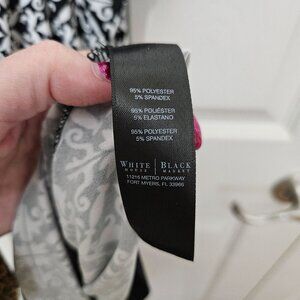 95% POLYESTER
5% SPANDEX
95% POLIÉSTER
5% ELASTANO
95% POLYESTER
5% SPANDEX
WHITE | BLACK
HOUSE | MARKET
11215 METRO PARKWAY
FORT MYERS, FL 33966